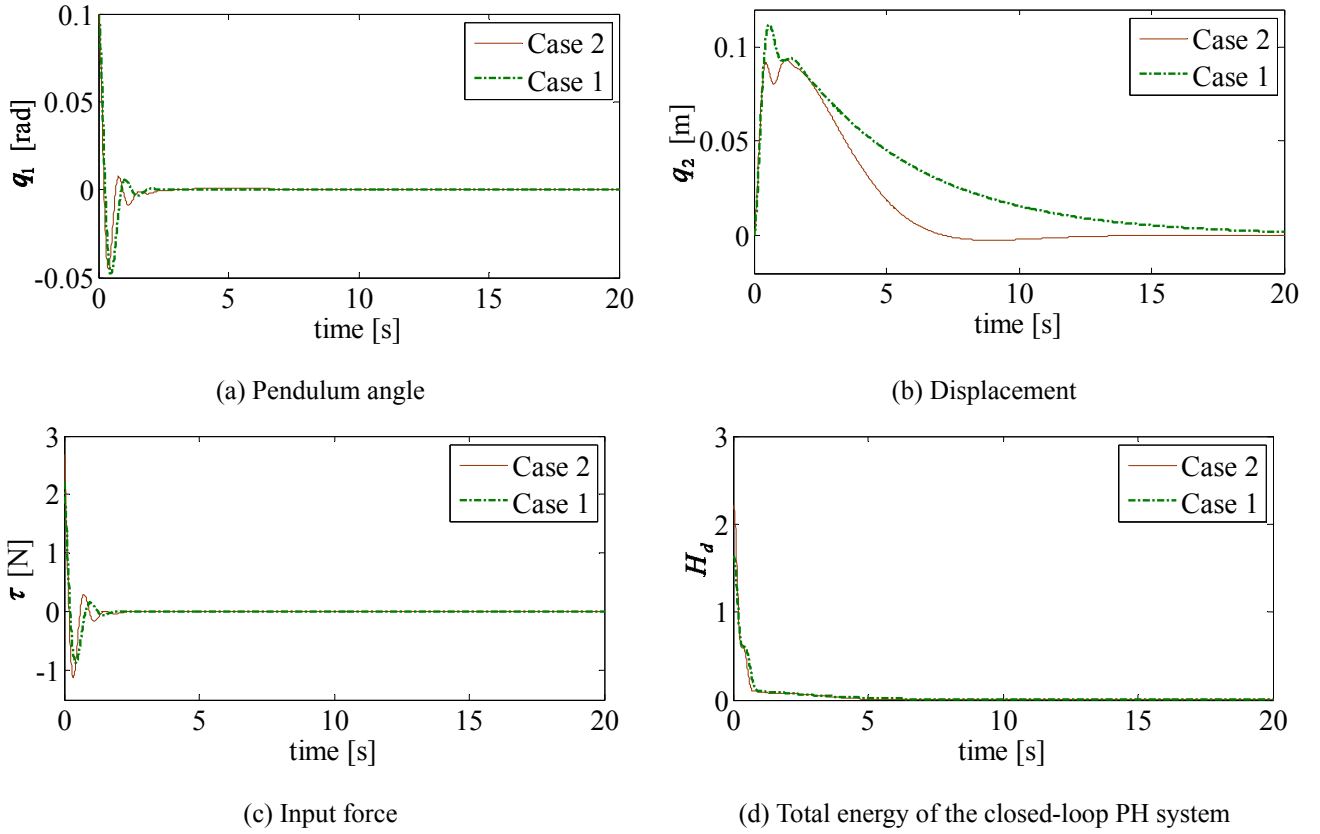 0.1
0.05
0
-0.05
q1 [rad]
Case 2
Case 1
0 5 10 15 20
time [s]
(a) Pendulum angle
0.1
0.05
0
q2 [m]
Case 2
Case 1
0 5 10 15 20
time [s]
(b) Displacement
3
2
1
0
-1
τ [N]
Case 2
Case 1
0 5 10 15 20
time [s]
(c) Input force
3
2
1
0
Hd
Case 2
Case 1
0 5 10 15 20
time [s]
(d) Total energy of the closed-loop PH system